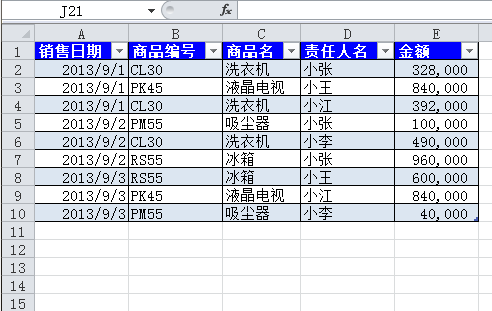 J21 fx
A B C D E
1 销售日期 商品编号 商品名 责任人名 金额
2 2013/9/1 CL30 洗衣机 小张 328,000
3 2013/9/1 PK45 液晶电视 小王 840,000
4 2013/9/1 CL30 洗衣机 小江 392,000
5 2013/9/2 PM55 吸尘器 小张 100,000
6 2013/9/2 CL30 洗衣机 小李 490,000
7 2013/9/2 RS55 冰箱 小张 960,000
8 2013/9/3 RS55 冰箱 小王 600,000
9 2013/9/3 PK45 液晶电视 小江 840,000
10 2013/9/3 PM55 吸尘器 小李 40,000
11
12
13
14
15